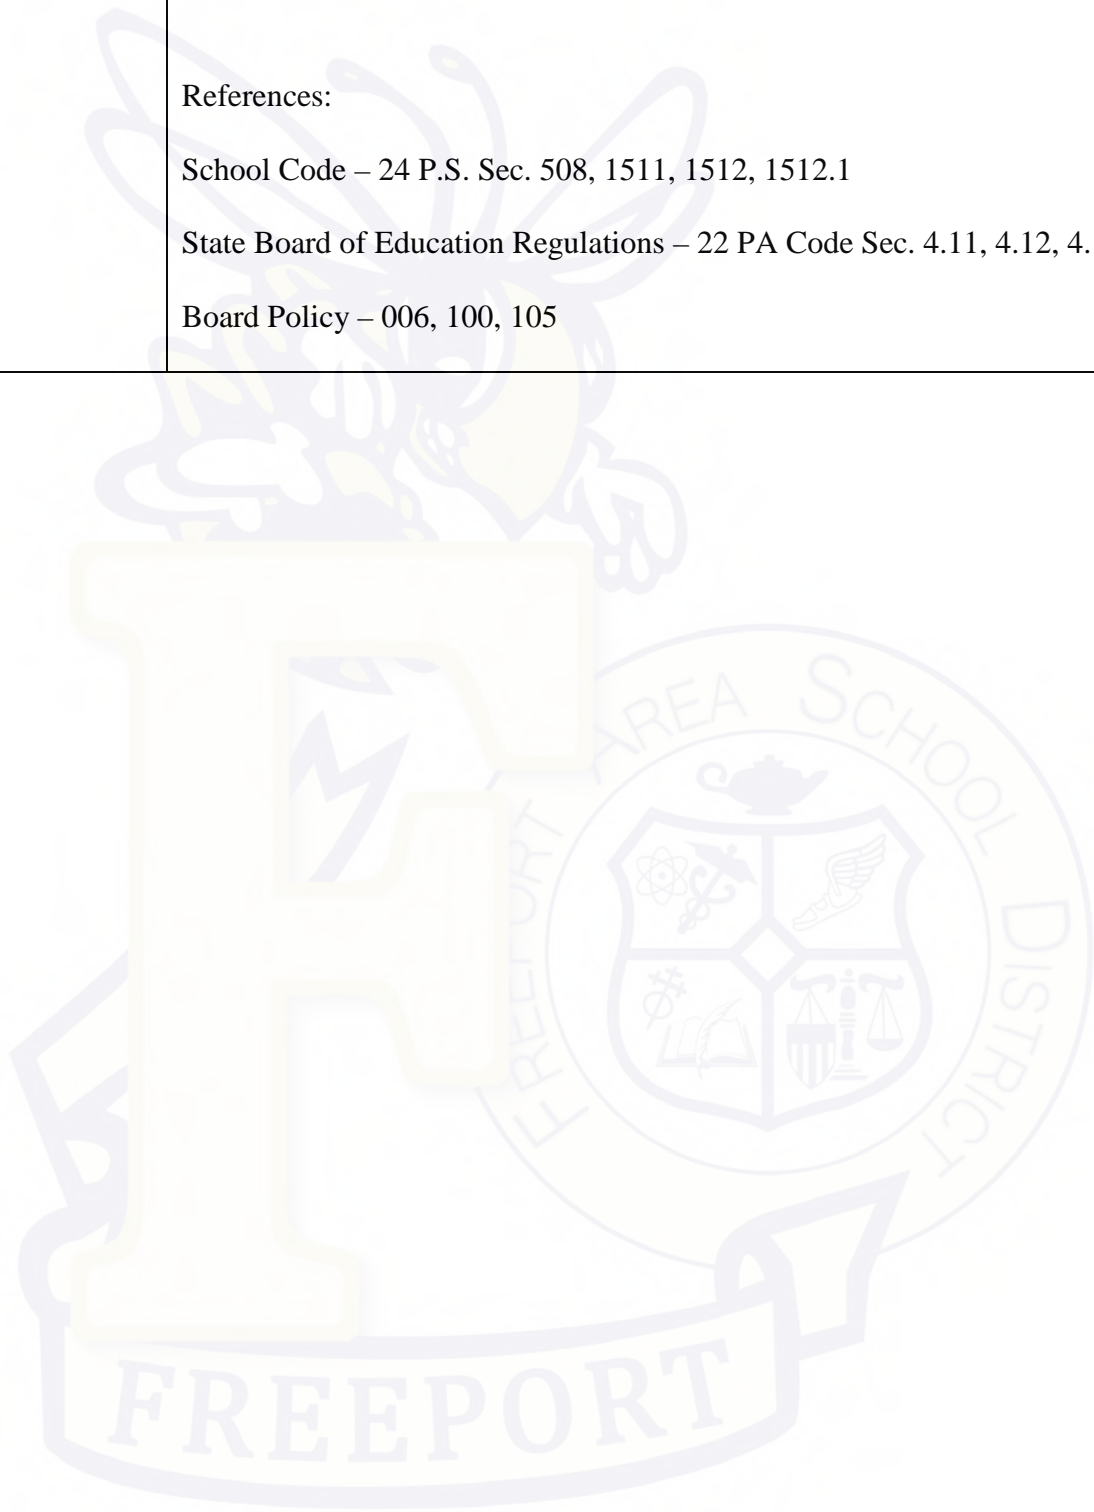 References:
School Code – 24 P.S. Sec. 508, 1511, 1512, 1512.1
State Board of Education Regulations – 22 PA Code Sec. 4.11, 4.12, 4.
Board Policy – 006, 100, 105
FREEPORT AREA SCHOOL DISTRICT
F
FREEPORT